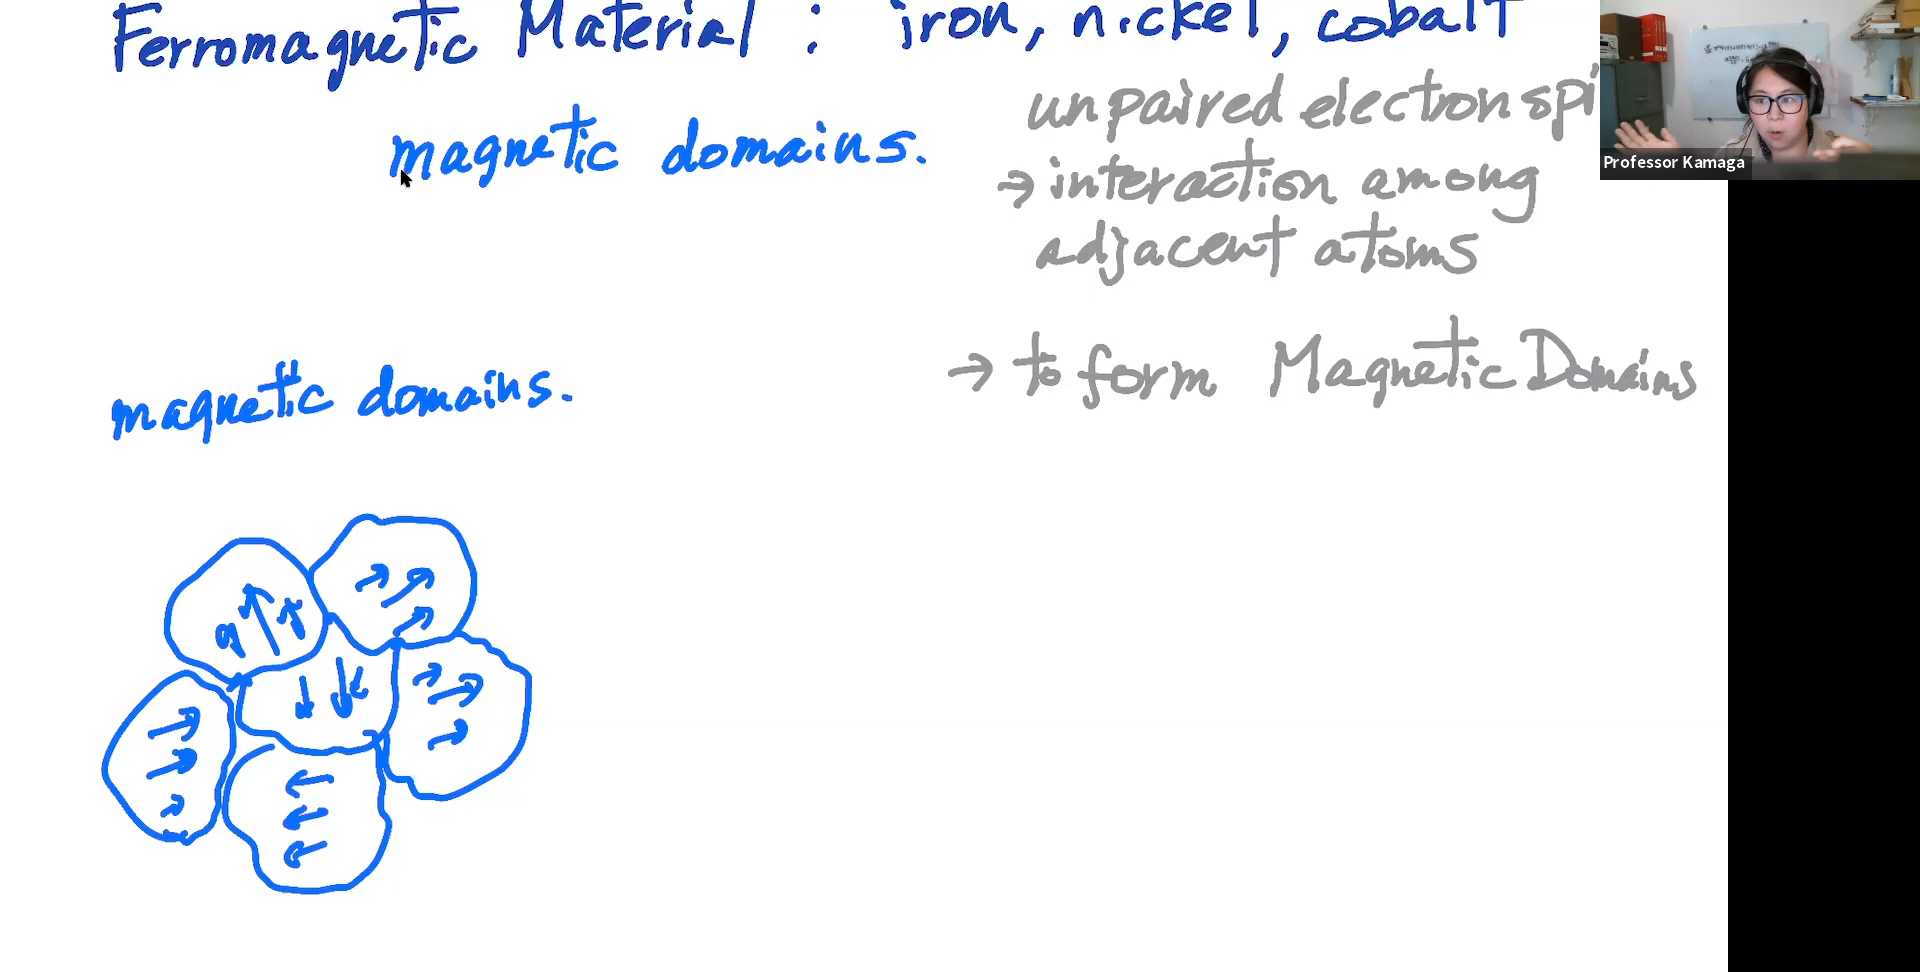 Ferromagnetic Material : iron, nickel, cobalt
magnetic domains.
unpaired electron spi
→ interaction among
adjacent atoms
→ to form Magnetic Domains
magnetic domains.
Professor Kamaga